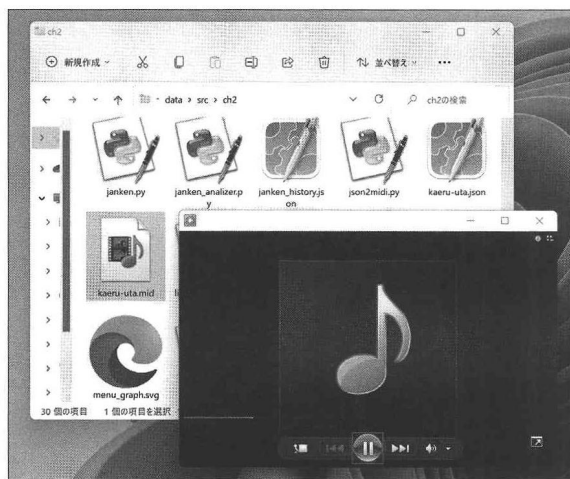 ch2
新規作成
並べ替え
data > src > ch2
ch2の検索
janken.py
janken_analizer.p
y
janken_history.js
on
json2midi.py
kaeru-uta.json
kaeru-uta.mid
menu_graph.svg
30 個の項目
1 個の項目を選択